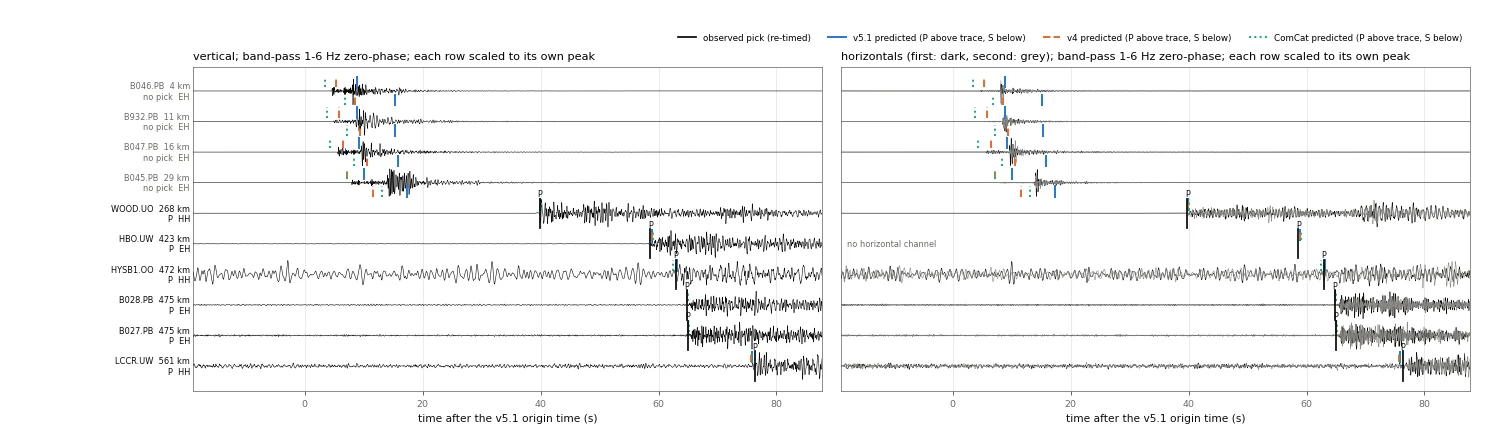 observed pick (re-timed) v5.1 predicted (P above trace, S below) v4 predicted (P above trace, S below) ComCat predicted (P above trace, S below)
vertical; band-pass 1-6 Hz zero-phase; each row scaled to its own peak
horizontals (first: dark, second: grey); band-pass 1-6 Hz zero-phase; each row scaled to its own peak
B046.PB 4 km
no pick EH
B932.PB 11 km
no pick EH
B047.PB 16 km
no pick EH
B045.PB 29 km
no pick EH
WOOD.UO 268 km
P HH
HBO.UW 423 km
P EH
HYSB1.OO 472 km
P HH
B028.PB 475 km
P EH
B027.PB 475 km
P EH
LCCR.UW 561 km
P HH
P
P
P
P
P
P
0 20 40 60 80
time after the v5.1 origin time (s)
no horizontal channel
P
P
P
P
P
P
0 20 40 60 80
time after the v5.1 origin time (s)